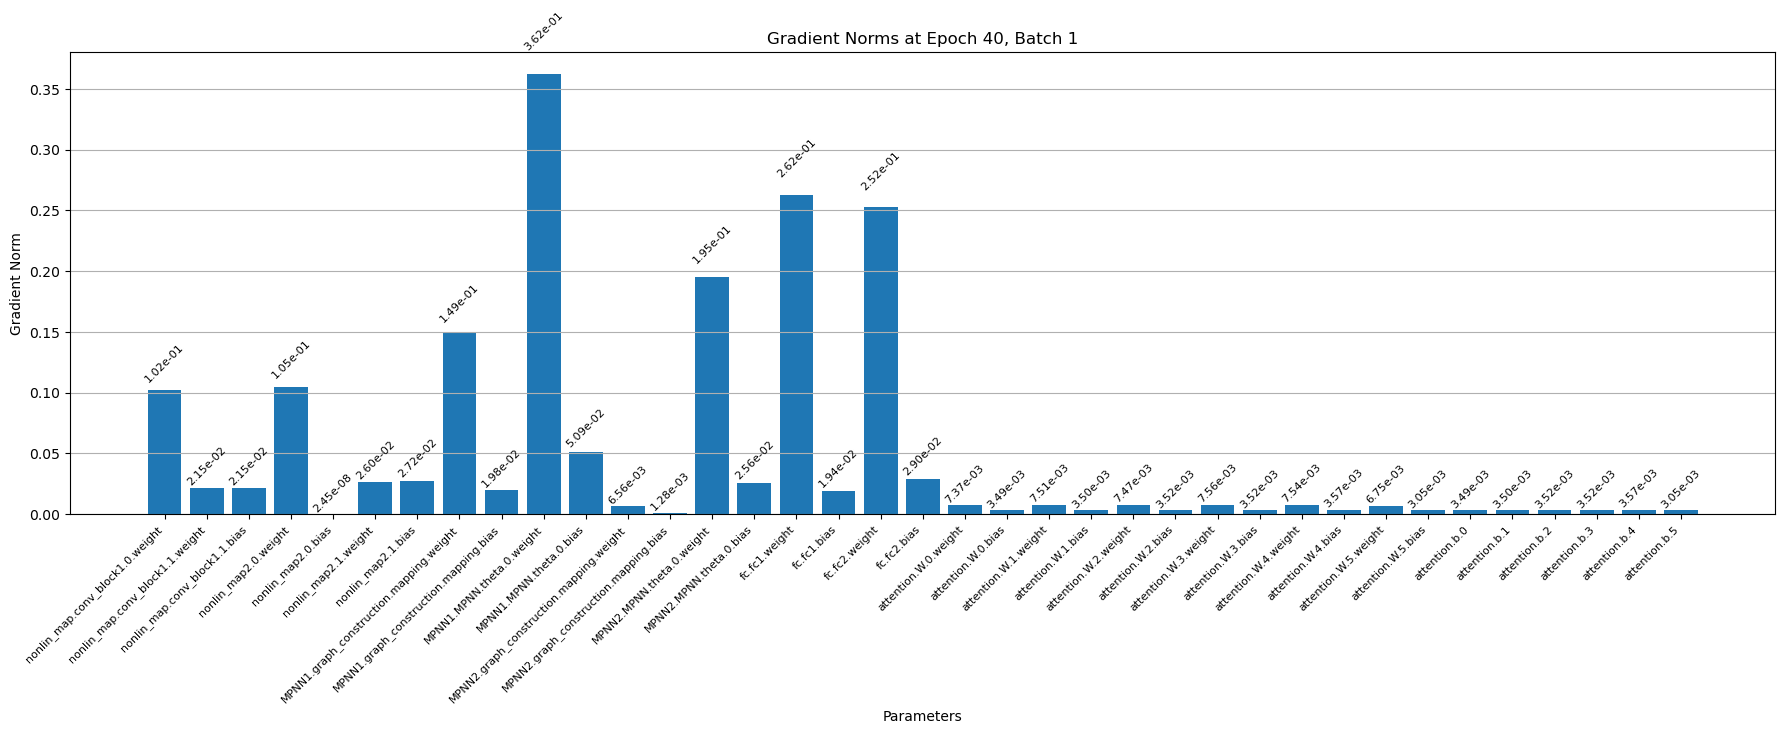 Gradient Norms at Epoch 40, Batch 1
Gradient Norm
0.35
0.30
0.25
0.20
0.15
0.10
0.05
0.00
1.02e-01
2.15e-02
2.15e-02
1.05e-01
2.45e-08
2.60e-02
2.72e-02
1.49e-01
1.98e-02
3.62e-01
5.09e-02
6.56e-03
1.28e-03
1.95e-01
2.56e-02
2.62e-01
1.94e-02
2.52e-01
2.90e-02
7.37e-03
3.49e-03
7.51e-03
3.50e-03
7.47e-03
3.52e-03
7.56e-03
3.52e-03
7.54e-03
3.57e-03
6.75e-03
3.05e-03
3.49e-03
3.50e-03
3.52e-03
3.52e-03
3.57e-03
3.05e-03
nonlin_map.conv_block1.0.weight
nonlin_map.conv_block1.1.weight
nonlin_map.conv_block1.1.bias
nonlin_map2.0.weight
nonlin_map2.0.bias
nonlin_map2.1.weight
nonlin_map2.1.bias
MPNN1.graph_construction.mapping.weight
MPNN1.graph_construction.mapping.bias
MPNN1.MPNN.theta.0.weight
MPNN1.MPNN.theta.0.bias
MPNN2.graph_construction.mapping.weight
MPNN2.graph_construction.mapping.bias
MPNN2.MPNN.theta.0.weight
MPNN2.MPNN.theta.0.bias
fc.fc1.weight
fc.fc1.bias
fc.fc2.weight
fc.fc2.bias
attention.W.0.weight
attention.W.0.bias
attention.W.1.weight
attention.W.1.bias
attention.W.2.weight
attention.W.2.bias
attention.W.3.weight
attention.W.3.bias
attention.W.4.weight
attention.W.4.bias
attention.W.5.weight
attention.W.5.bias
attention.b.0
attention.b.1
attention.b.2
attention.b.3
attention.b.4
attention.b.5
Parameters